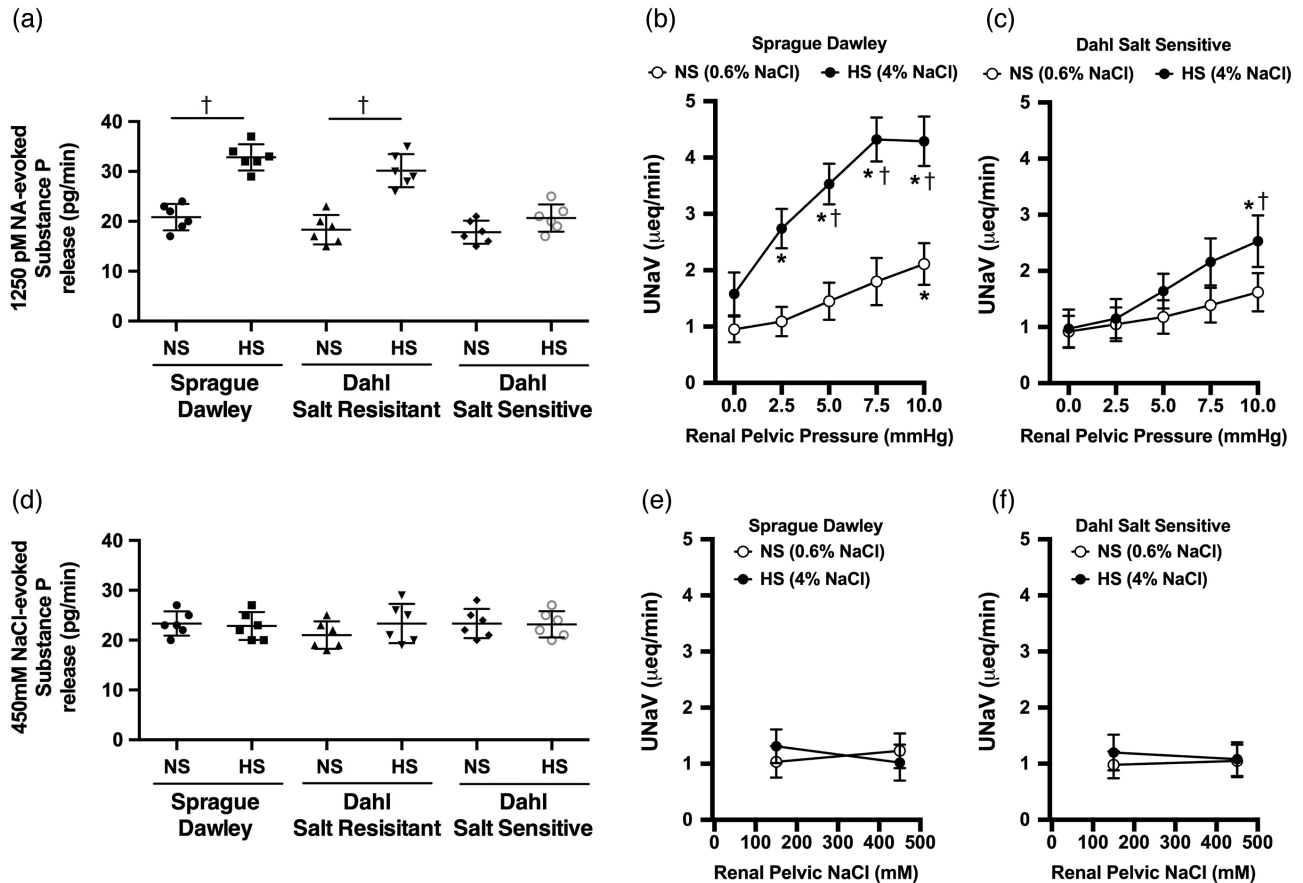 (a)
1250 pM NA-evoked
Substance P
release (pg/min)
40
30
20
10
0
†
†
NS
HS
NS
HS
NS
HS
Sprague
Dawley
Dahl
Salt Resisitant
Dahl
Salt Sensitive
(b)
Sprague Dawley
NS (0.6% NaCl)
HS (4% NaCl)
UNaV (μeq/min)
5
4
3
2
1
0
*
*†
*†
*†
*
0.0
2.5
5.0
7.5
10.0
Renal Pelvic Pressure (mmHg)
(c)
Dahl Salt Sensitive
NS (0.6% NaCl)
HS (4% NaCl)
UNaV (μeq/min)
5
4
3
2
1
0
*†
0.0
2.5
5.0
7.5
10.0
Renal Pelvic Pressure (mmHg)
(d)
450mM NaCl-evoked
Substance P
release (pg/min)
40
30
20
10
0
NS
HS
NS
HS
NS
HS
Sprague
Dawley
Dahl
Salt Resisitant
Dahl
Salt Sensitive
(e)
Sprague Dawley
NS (0.6% NaCl)
HS (4% NaCl)
UNaV (μeq/min)
5
4
3
2
1
0
0
100
200
300
400
500
Renal Pelvic NaCl (mM)
(f)
Dahl Salt Sensitive
NS (0.6% NaCl)
HS (4% NaCl)
UNaV (μeq/min)
5
4
3
2
1
0
0
100
200
300
400
500
Renal Pelvic NaCl (mM)